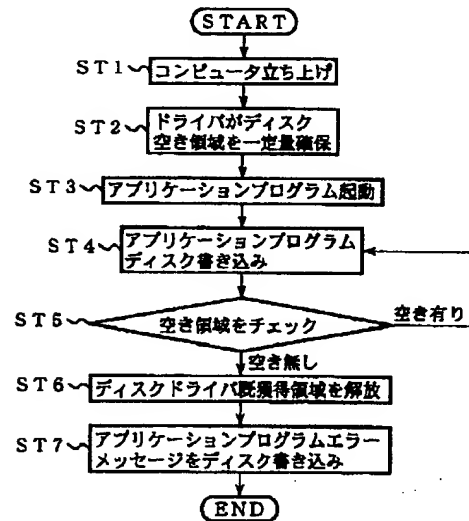 START
ST1 コンピュータ立ち上げ
ST2 ドライバがディスク
空き領域を一定量確保
ST3 アプリケーションプログラム起動
ST4 アプリケーションプログラム
ディスク書き込み
ST5 空き領域をチェック 空き有り
空き無し
ST6 ディスクドライバ既獲得領域を解放
ST7 アプリケーションプログラムエラー
メッセージをディスク書き込み
END